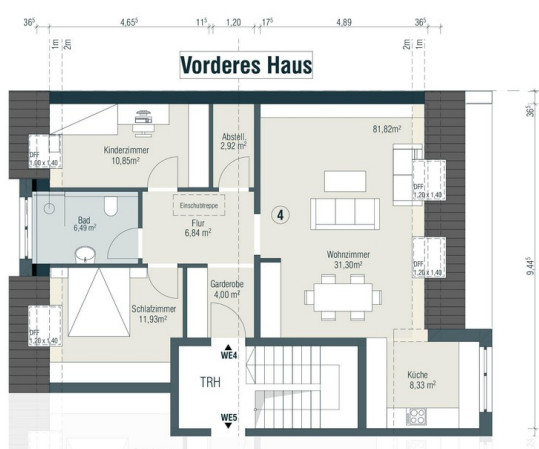 36⁵ 4,65⁵ 11⁵ 1,20 17⁵ 4,89 36⁵
1m 2m 2m 1m
Vorderes Haus
36⁵
Abstell
2,92 m²
81,82m²
Kinderzimmer
10,85m²
DFF
1.00 x 1,40
DFF
1.20 x 1,40
Einschubtreppe
Bad
6,49 m²
Flur
6,84 m²
4
Wohnzimmer
31,30m²
DFF
1.20 x 1,40
9,44⁵
Garderobe
4,00 m²
Schlafzimmer
11,93m²
DFF
1.20 x 1,40
WE4
TRH
Küche
8,33 m²
WE5
24